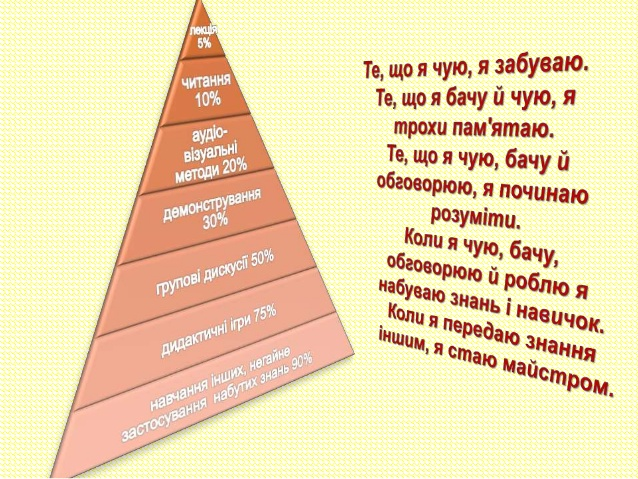 лекція
5%
читання
10%
аудіо-
візуальні
методи 20%
демонстрування
30%
групові дискусії 50%
дидактичні ігри 75%
навчання інших, негайне
застосування набутих знань 90%
Те, що я чую, я забуваю.
Те, що я бачу й чую, я
трохи пам'ятаю.
Те, що я чую, бачу й
обговорюю, я починаю
розуміти.
Коли я чую, бачу,
обговорюю й роблю я
набуваю знань і навичок.
Коли я передаю знання
іншим, я стаю майстром.